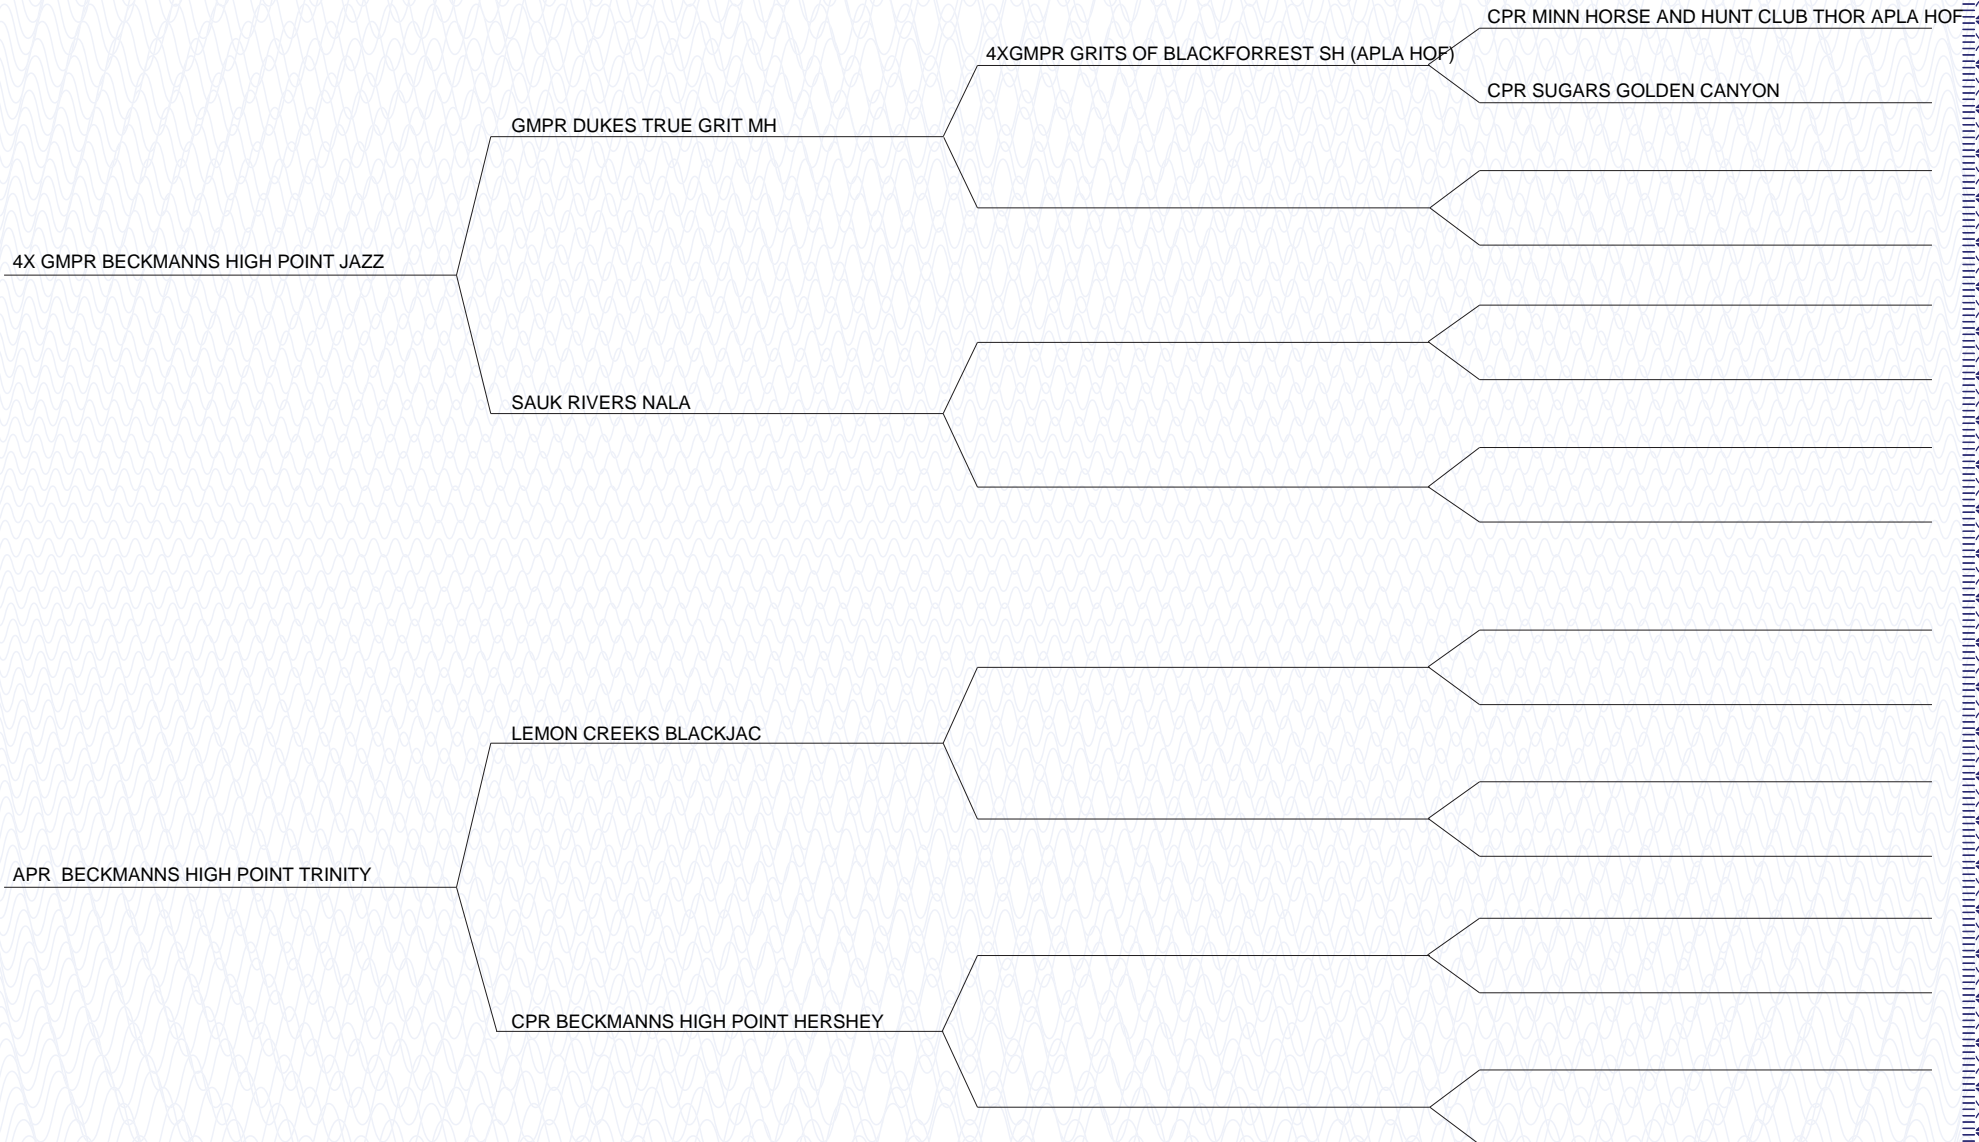 CPR MINN HORSE AND HUNT CLUB THOR APLA HOF
4XGMPR GRITS OF BLACKFORREST SH (APLA HOF)
CPR SUGARS GOLDEN CANYON
GMPR DUKES TRUE GRIT MH
4X GMPR BECKMANNS HIGH POINT JAZZ
SAUK RIVERS NALA
LEMON CREEKS BLACKJAC
APR  BECKMANNS HIGH POINT TRINITY
CPR BECKMANNS HIGH POINT HERSHEY